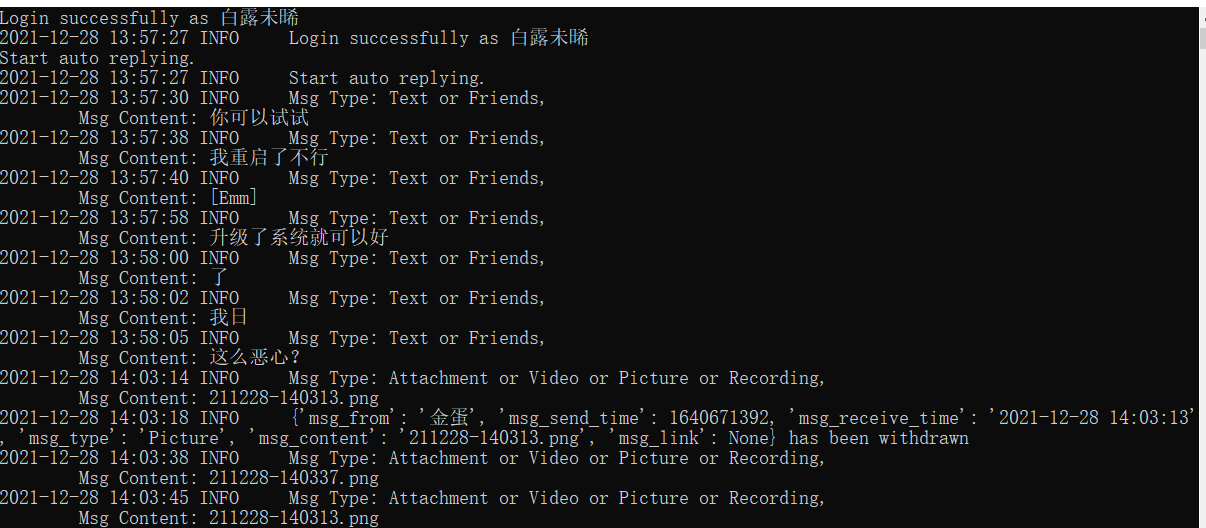 Login successfully as 白露未晞
2021-12-28 13:57:27 INFO     Login successfully as 白露未晞
Start auto replying.
2021-12-28 13:57:27 INFO     Start auto replying.
2021-12-28 13:57:30 INFO     Msg Type: Text or Friends,
        Msg Content: 你可以试试
2021-12-28 13:57:38 INFO     Msg Type: Text or Friends,
        Msg Content: 我重启了不行
2021-12-28 13:57:40 INFO     Msg Type: Text or Friends,
        Msg Content: [Emm]
2021-12-28 13:57:58 INFO     Msg Type: Text or Friends,
        Msg Content: 升级了系统就可以好
2021-12-28 13:58:00 INFO     Msg Type: Text or Friends,
        Msg Content: 了
2021-12-28 13:58:02 INFO     Msg Type: Text or Friends,
        Msg Content: 我日
2021-12-28 13:58:05 INFO     Msg Type: Text or Friends,
        Msg Content: 这么恶心?
2021-12-28 14:03:14 INFO     Msg Type: Attachment or Video or Picture or Recording,
        Msg Content: 211228-140313.png
2021-12-28 14:03:18 INFO     {'msg_from': '金蛋', 'msg_send_time': 1640671392, 'msg_receive_time': '2021-12-28 14:03:13'
, 'msg_type': 'Picture', 'msg_content': '211228-140313.png', 'msg_link': None} has been withdrawn
2021-12-28 14:03:38 INFO     Msg Type: Attachment or Video or Picture or Recording,
        Msg Content: 211228-140337.png
2021-12-28 14:03:45 INFO     Msg Type: Attachment or Video or Picture or Recording,
        Msg Content: 211228-140313.png